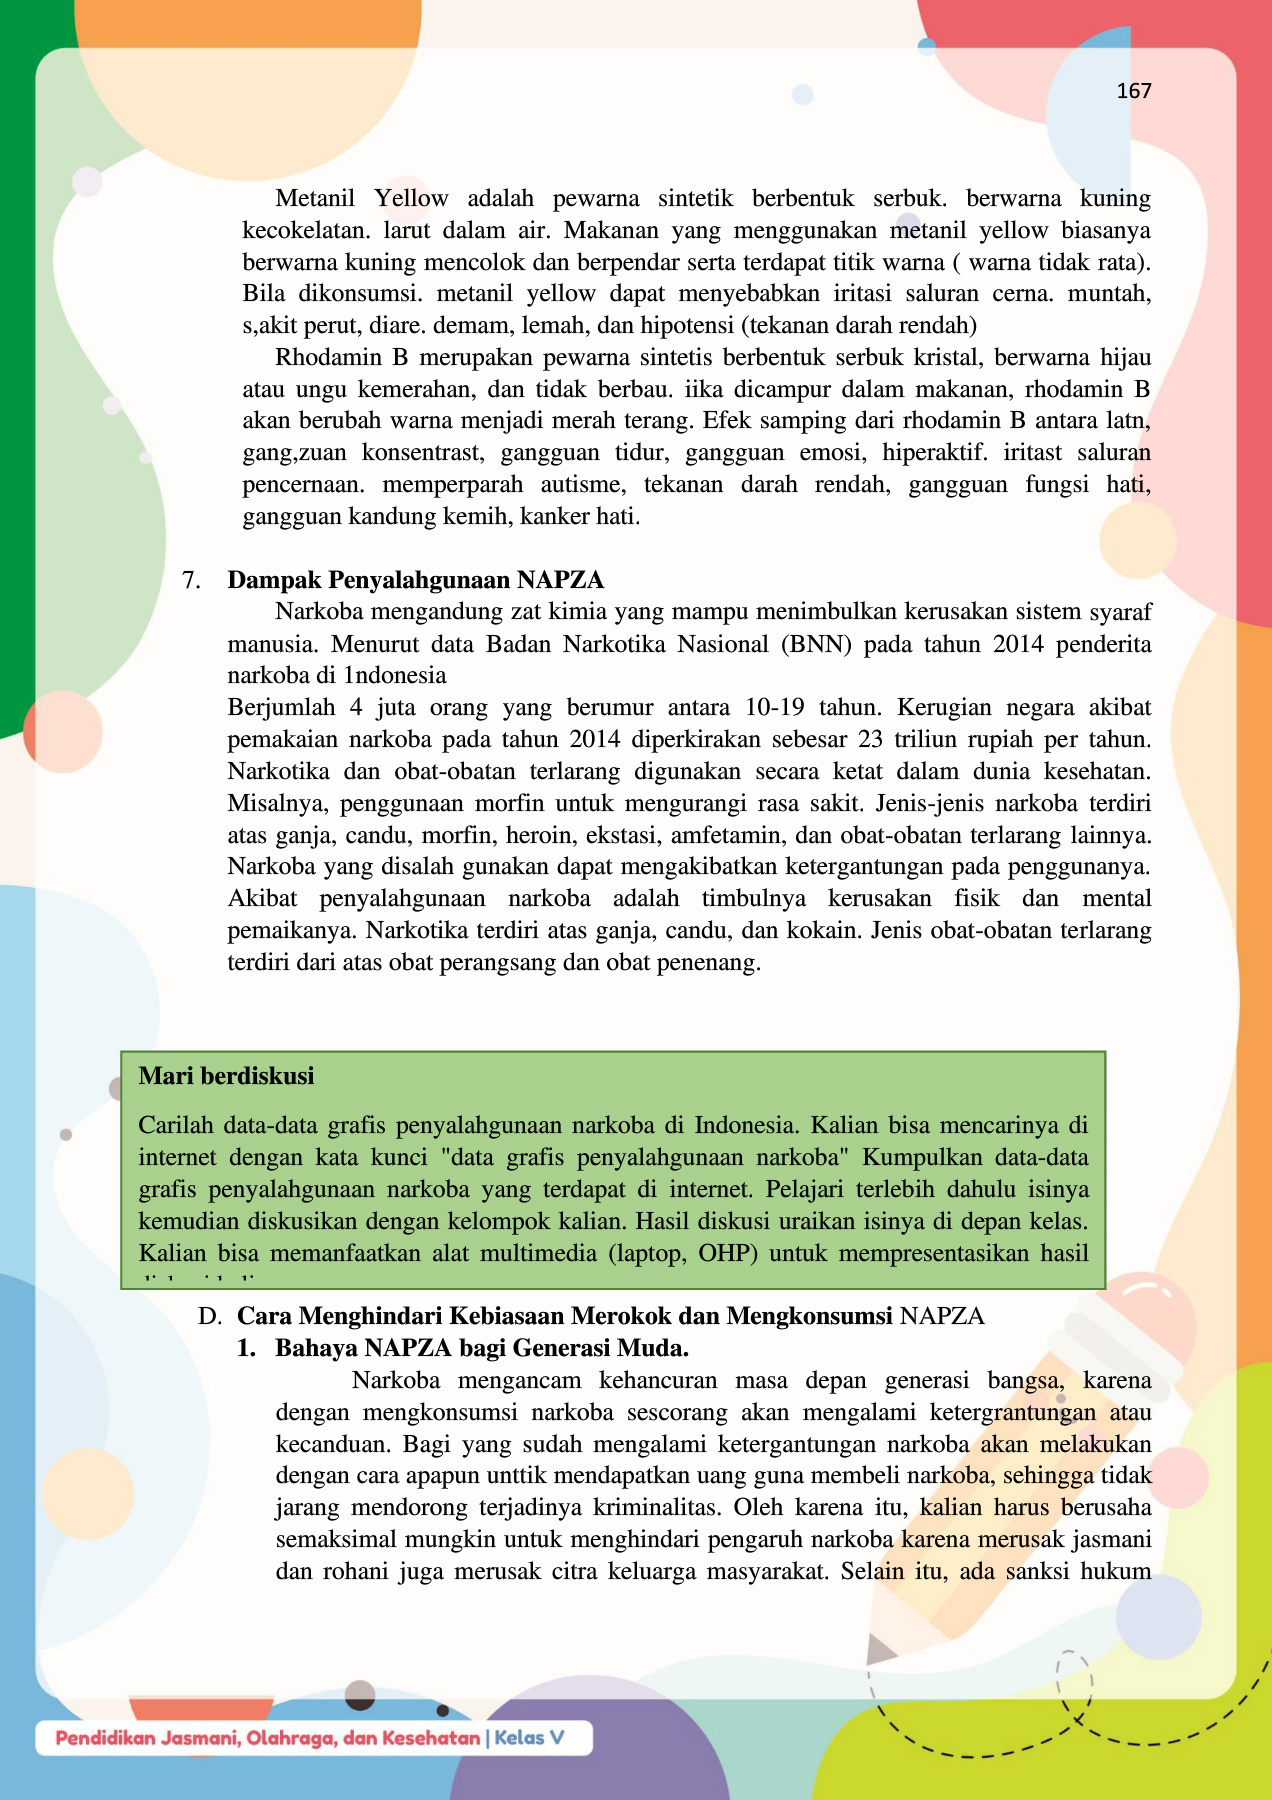 167
Metanil Yellow adalah pewarna sintetik berbentuk serbuk. berwarna kuning
kecokelatan. larut dalam air. Makanan yang menggunakan metanil yellow biasanya
berwarna kuning mencolok dan berpendar serta terdapat titik warna ( warna tidak rata).
Bila dikonsumsi. metanil yellow dapat menyebabkan iritasi saluran cerna. muntah,
s,akit perut, diare. demam, lemah, dan hipotensi (tekanan darah rendah)
Rhodamin B merupakan pewarna sintetis berbentuk serbuk kristal, berwarna hijau
atau ungu kemerahan, dan tidak berbau. iika dicampur dalam makanan, rhodamin B
akan berubah warna menjadi merah terang. Efek samping dari rhodamin B antara latn,
gang,zuan konsentrast, gangguan tidur, gangguan emosi, hiperaktif. iritast saluran
pencernaan. memperparah autisme, tekanan darah rendah, gangguan fungsi hati,
gangguan kandung kemih, kanker hati.
7. Dampak Penyalahgunaan NAPZA
Narkoba mengandung zat kimia yang mampu menimbulkan kerusakan sistem syaraf
manusia. Menurut data Badan Narkotika Nasional (BNN) pada tahun 2014 penderita
narkoba di 1ndonesia
Berjumlah 4 juta orang yang berumur antara 10-19 tahun. Kerugian negara akibat
pemakaian narkoba pada tahun 2014 diperkirakan sebesar 23 triliun rupiah per tahun.
Narkotika dan obat-obatan terlarang digunakan secara ketat dalam dunia kesehatan.
Misalnya, penggunaan morfin untuk mengurangi rasa sakit. Jenis-jenis narkoba terdiri
atas ganja, candu, morfin, heroin, ekstasi, amfetamin, dan obat-obatan terlarang lainnya.
Narkoba yang disalah gunakan dapat mengakibatkan ketergantungan pada penggunanya.
Akibat penyalahgunaan narkoba adalah timbulnya kerusakan fisik dan mental
pemaikanya. Narkotika terdiri atas ganja, candu, dan kokain. Jenis obat-obatan terlarang
terdiri dari atas obat perangsang dan obat penenang.
Mari berdiskusi
Carilah data-data grafis penyalahgunaan narkoba di Indonesia. Kalian bisa mencarinya di
internet dengan kata kunci "data grafis penyalahgunaan narkoba" Kumpulkan data-data
grafis penyalahgunaan narkoba yang terdapat di internet. Pelajari terlebih dahulu isinya
kemudian diskusikan dengan kelompok kalian. Hasil diskusi uraikan isinya di depan kelas.
Kalian bisa memanfaatkan alat multimedia (laptop, OHP) untuk mempresentasikan hasil
D. Cara Menghindari Kebiasaan Merokok dan Mengkonsumsi NAPZA
1. Bahaya NAPZA bagi Generasi Muda.
Narkoba mengancam kehancuran masa depan generasi bangsa, karena
dengan mengkonsumsi narkoba sescorang akan mengalami ketergrantungan atau
kecanduan. Bagi yang sudah mengalami ketergantungan narkoba akan melakukan
dengan cara apapun unttik mendapatkan uang guna membeli narkoba, sehingga tidak
jarang mendorong terjadinya kriminalitas. Oleh karena itu, kalian harus berusaha
semaksimal mungkin untuk menghindari pengaruh narkoba karena merusak jasmani
dan rohani juga merusak citra keluarga masyarakat. Selain itu, ada sanksi hukum
Pendidikan Jasmani, Olahraga, dan Kesehatan | Kelas V